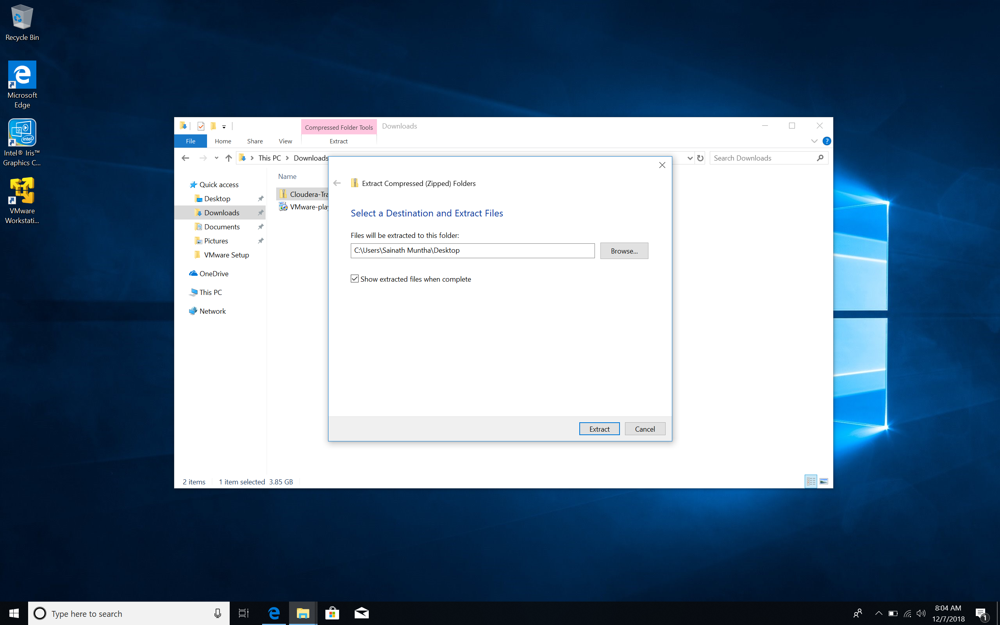 Recycle Bin
Microsoft
Edge
intel
Intel® Iris™
Graphics C...
VMware
Workstati...
Compressed Folder Tools
Downloads
File
Home
Share
View
Extract
This PC
Downloads
Search Downloads
Name
Quick access
Desktop
Downloads
Documents
Pictures
VMware Setup
OneDrive
This PC
Network
Cloudera-Tra
VMware-play
Extract Compressed (Zipped) Folders
Select a Destination and Extract Files
Files will be extracted to this folder:
C:\Users\Sainath Muntha\Desktop
Browse...
Show extracted files when complete
Extract
Cancel
2 items
1 item selected 3.85 GB
Type here to search
8:04 AM
12/7/2018
1